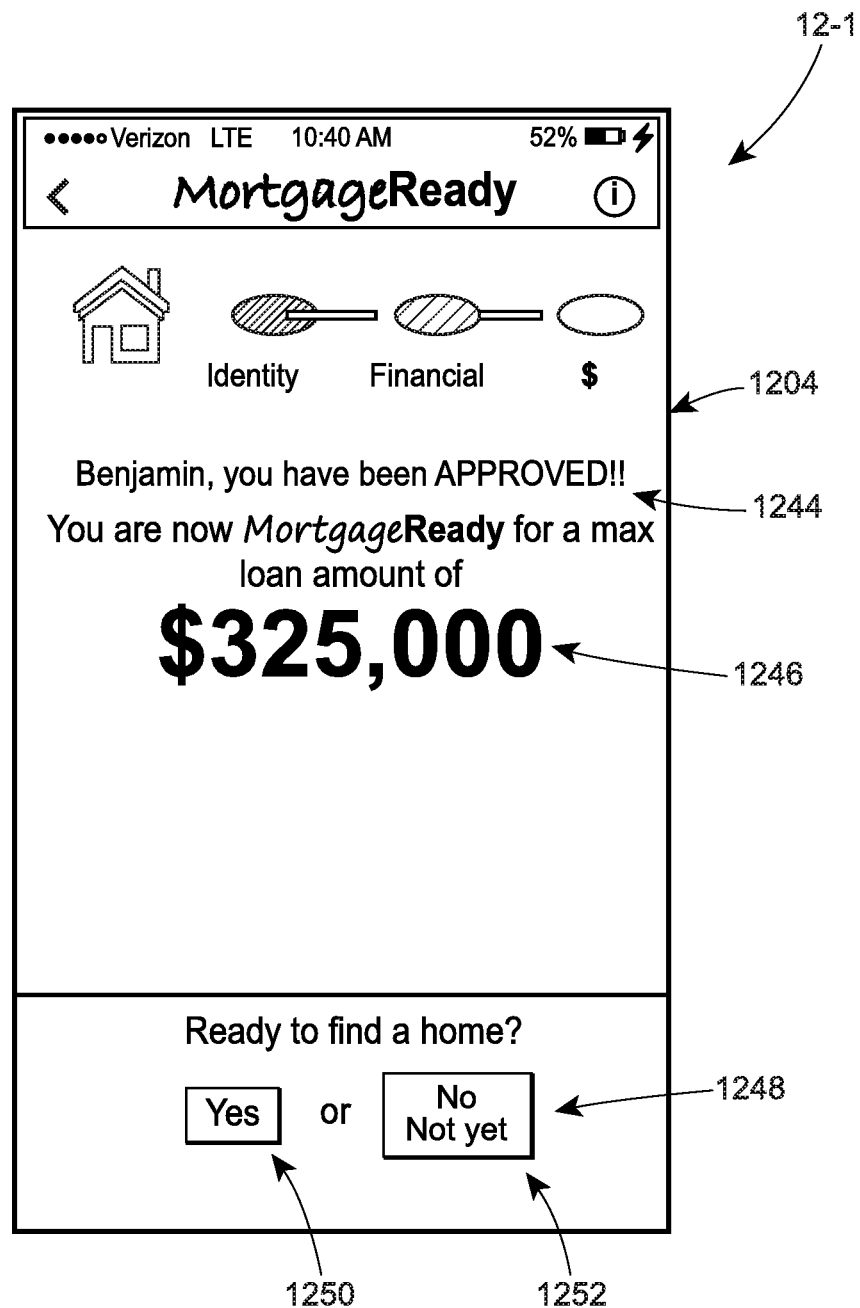 12-1
●●●●○ Verizon LTE 10:40 AM 52%
< MortgageReady i
Identity Financial $
1204
Benjamin, you have been APPROVED!!
1244
You are now MortgageReady for a max
loan amount of
$325,000
1246
Ready to find a home?
Yes or No
Not yet
1248
1250 1252